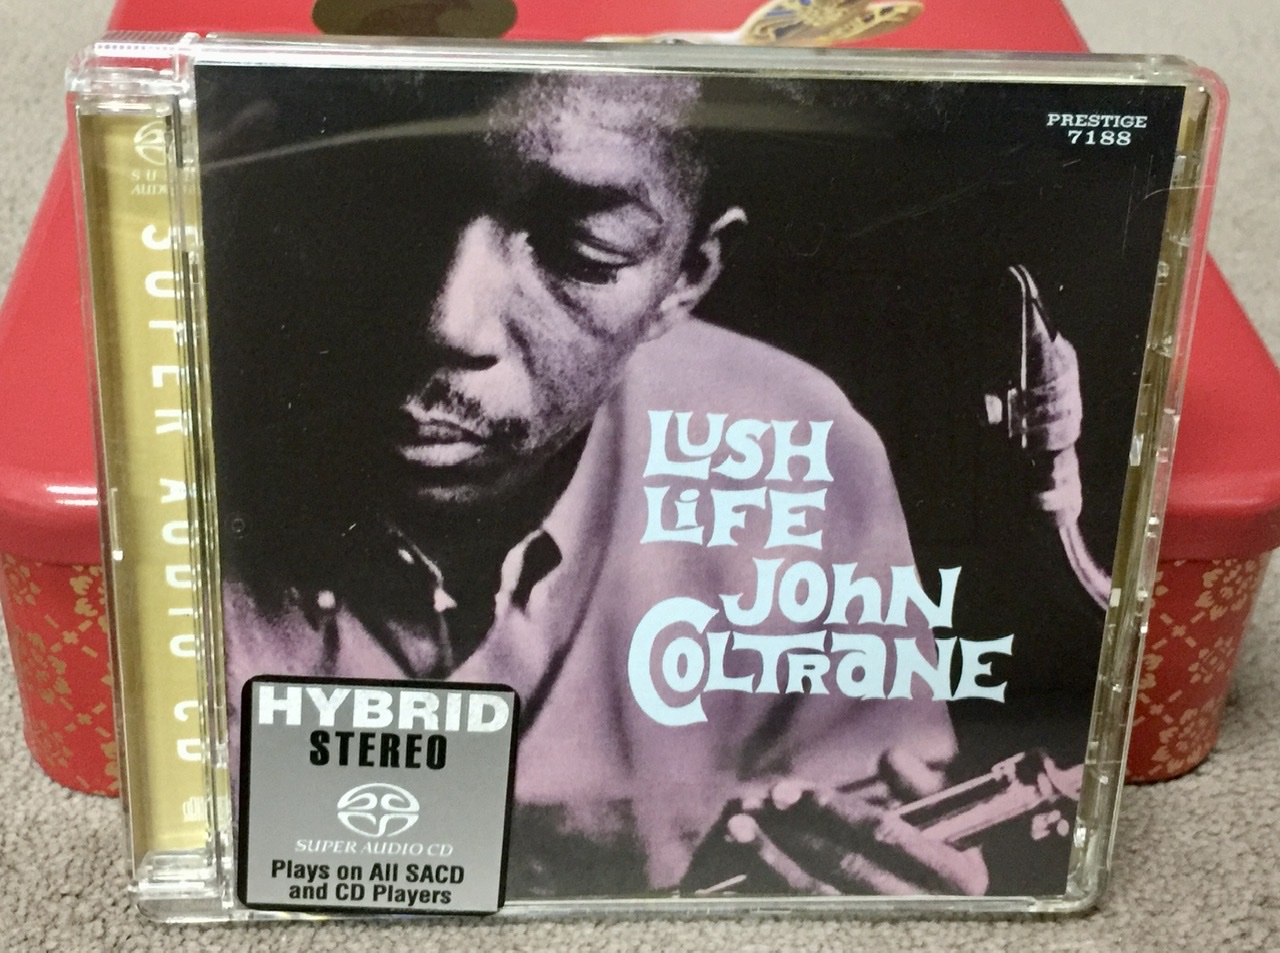 PRESTIGE
7188
SUPER AUDIO CD
LUSH
LiFE
JOhN
COLTRaNE
HYBRID
STEREO
SUPER AUDIO CD
Plays on All SACD
and CD Players